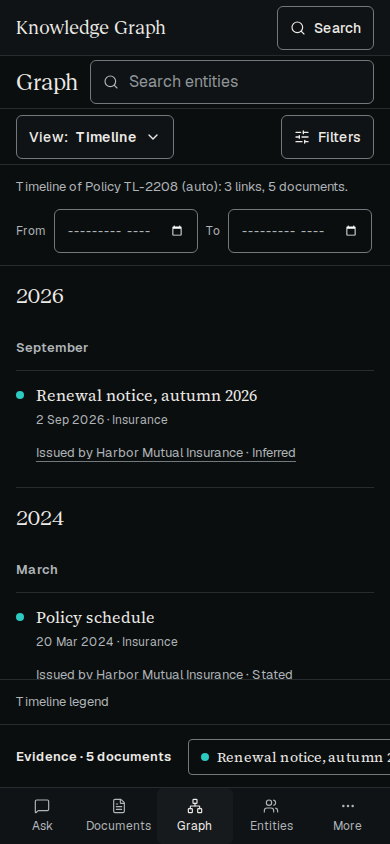 Knowledge Graph
Search
Graph
Search entities
View: Timeline
Filters
Timeline of Policy TL-2208 (auto): 3 links, 5 documents.
From
--------- ----
To
--------- ----
2026
September
Renewal notice, autumn 2026
2 Sep 2026 · Insurance
Issued by Harbor Mutual Insurance · Inferred
2024
March
Policy schedule
20 Mar 2024 · Insurance
Issued by Harbor Mutual Insurance · Stated
Timeline legend
Evidence · 5 documents
Renewal notice, autumn
Ask
Documents
Graph
Entities
More